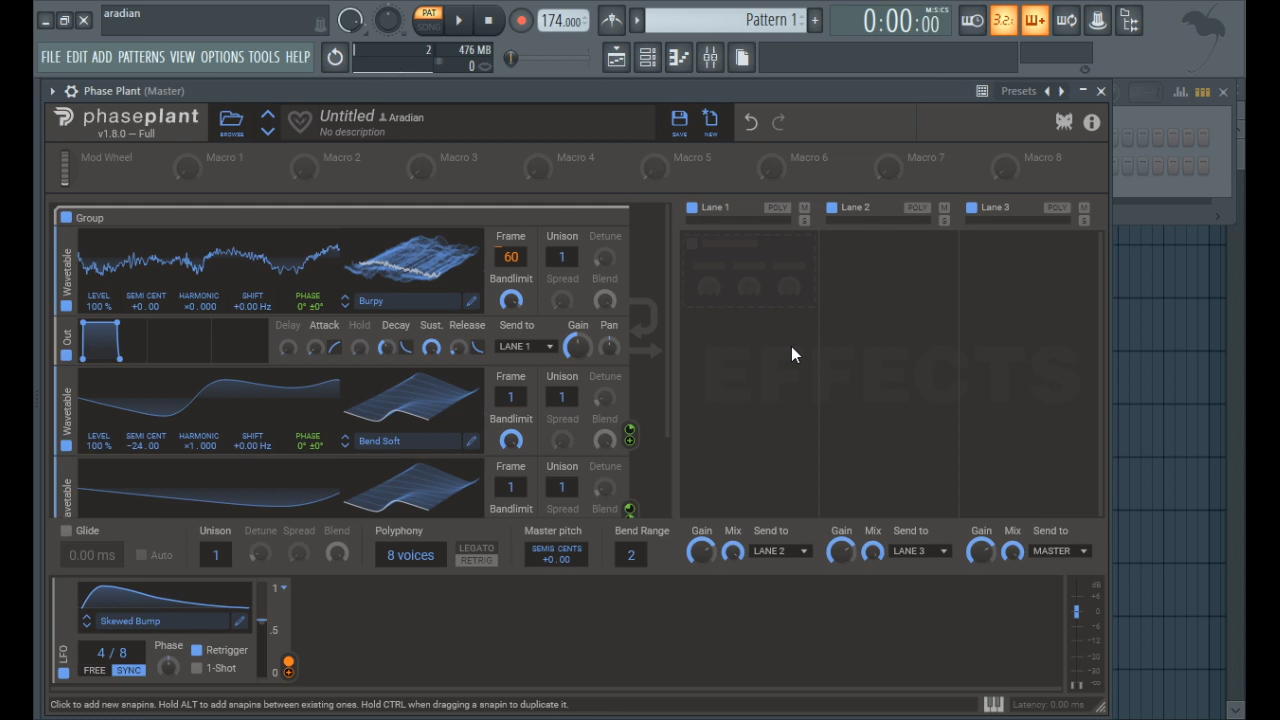 aradian
PAT
SONG
174.000
Pattern 1
M:S:CS
0:00:00
3.2.
FILE EDIT ADD PATTERNS VIEW OPTIONS TOOLS HELP
2
476 MB
0
Phase Plant (Master)
Presets
phaseplant
v1.8.0 — Full
BROWSE
Untitled Aradian
No description
SAVE
NEW
Mod Wheel
Macro 1
Macro 2
Macro 3
Macro 4
Macro 5
Macro 6
Macro 7
Macro 8
Group
Lane 1 POLY M S
Lane 2 POLY M S
Lane 3 POLY M S
Wavetable
Frame Unison Detune
60 1
Bandlimit Spread Blend
LEVEL SEMI CENT HARMONIC SHIFT PHASE
100 % +0.00 ×0.000 +0.00 Hz 0° ±0°
Burpy
Out
Delay Attack Hold Decay Sust. Release Send to Gain Pan
LANE 1
EFFECTS
Wavetable
Frame Unison Detune
1 1
Bandlimit Spread Blend
LEVEL SEMI CENT HARMONIC SHIFT PHASE
100 % −24.00 ×1.000 +0.00 Hz 0° ±0°
Bend Soft
Frame Unison Detune
1 1
Bandlimit Spread Blend
Glide
0.00 ms Auto
Unison Detune Spread Blend
1
Polyphony
8 voices
LEGATO
RETRIG
Master pitch
SEMIS CENTS
+0.00
Bend Range
2
Gain Mix Send to
LANE 2
Gain Mix Send to
LANE 3
Gain Mix Send to
MASTER
LFO
Skewed Bump
4 / 8
FREE SYNC
Phase
Retrigger
1-Shot
1
.5
0
dB
+6
0
−6
−12
−∞
Click to add new snapins. Hold ALT to add snapins between existing ones. Hold CTRL when dragging a snapin to duplicate it.
Latency: 0.00 ms